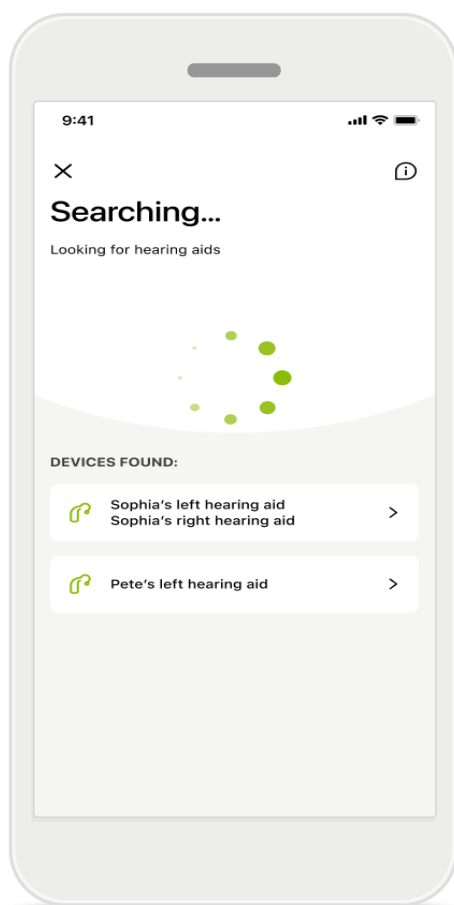 9:41
Searching...
Looking for hearing aids
DEVICES FOUND:
Sophia's left hearing aid
Sophia's right hearing aid
Pete's left hearing aid